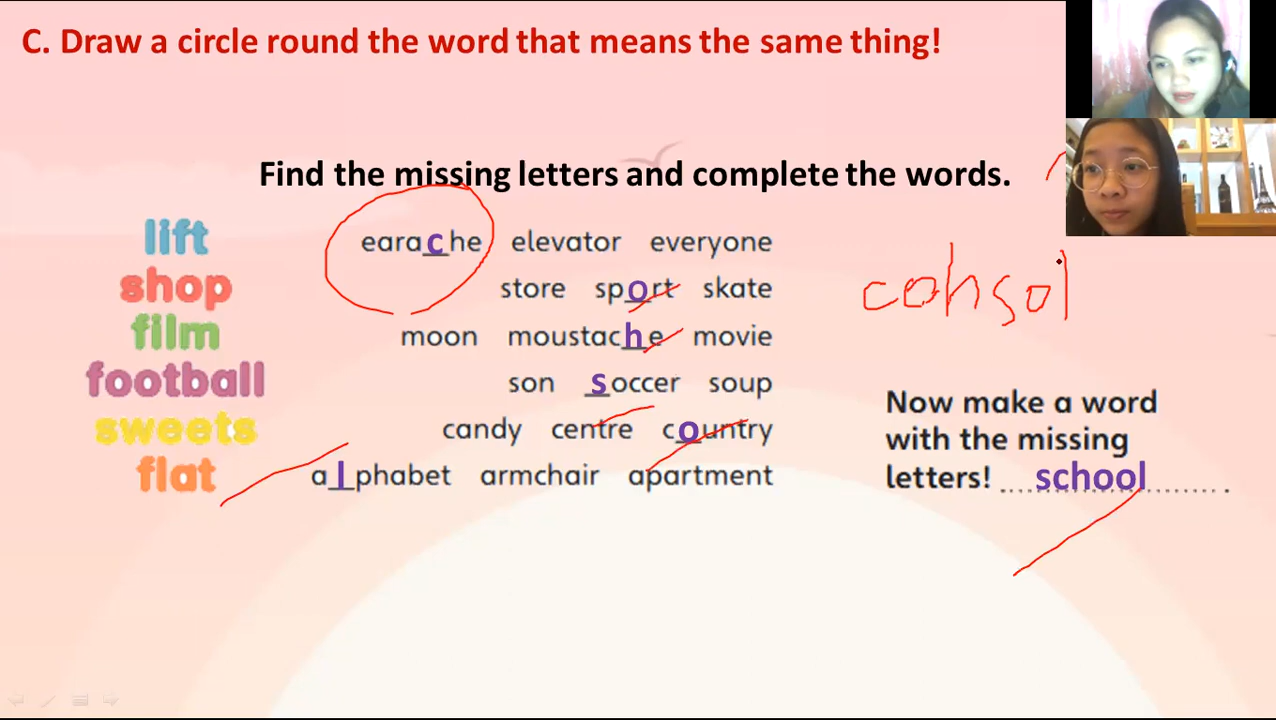 C. Draw a circle round the word that means the same thing!
Find the missing letters and complete the words.
lift
shop
film
football
sweets
flat
earache elevator everyone
store sport skate
moon moustache movie
son soccer soup
candy centre country
alphabet armchair apartment
cohsol
Now make a word
with the missing
letters! school.